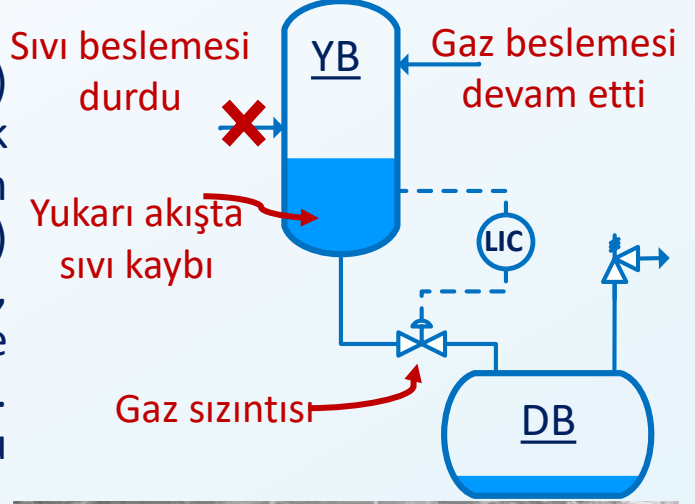 Sıvı beslemesi
durdu
YB
Gaz beslemesi
devam etti
Yukarı akışta
sıvı kaybı
LIC
Gaz sızıntısı
DB